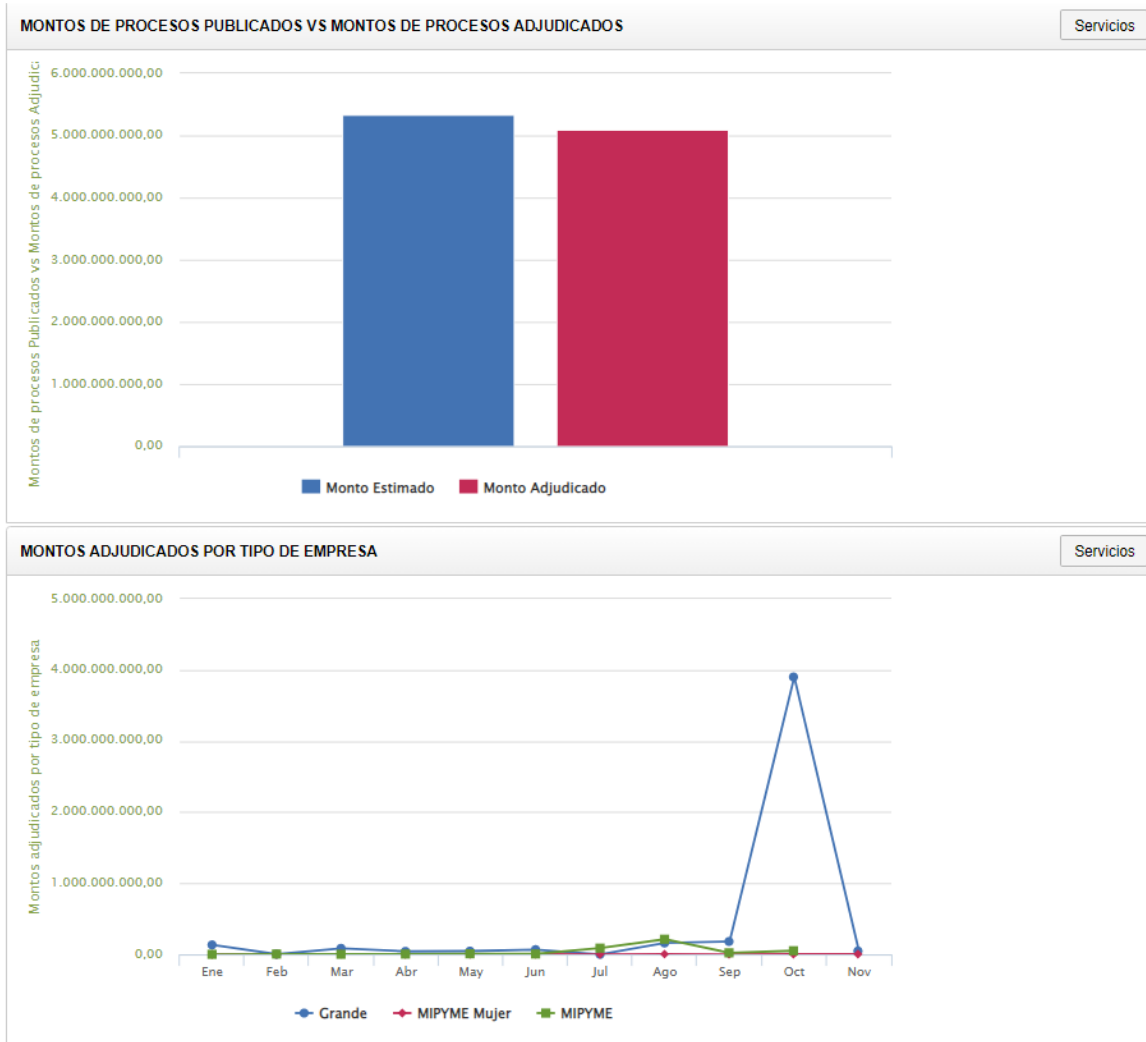 MONTOS DE PROCESOS PUBLICADOS VS MONTOS DE PROCESOS ADJUDICADOS
Servicios
Montos de procesos Publicados vs Montos de procesos Adjudic
6.000.000.000,00
5.000.000.000,00
4.000.000.000,00
3.000.000.000,00
2.000.000.000,00
1.000.000.000,00
0,00
Monto Estimado Monto Adjudicado
MONTOS ADJUDICADOS POR TIPO DE EMPRESA
Servicios
Montos adjudicados por tipo de empresa
5.000.000.000,00
4.000.000.000,00
3.000.000.000,00
2.000.000.000,00
1.000.000.000,00
0,00
Ene Feb Mar Abr May Jun Jul Ago Sep Oct Nov
Grande MIPYME Mujer MIPYME